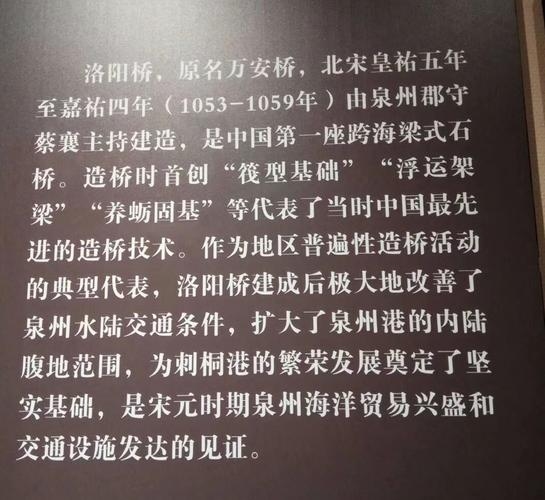 洛阳桥，原名万安桥，北宋皇祐五年
至嘉祐四年（1053-1059年）由泉州郡守
蔡襄主持建造，是中国第一座跨海梁式石
桥。造桥时首创“筏型基础”“浮运架
梁”“养蛎固基”等代表了当时中国最先
进的造桥技术。作为地区普遍性造桥活动
的典型代表，洛阳桥建成后极大地改善了
泉州水陆交通条件，扩大了泉州港的内陆
腹地范围，为刺桐港的繁荣发展奠定了坚
实基础，是宋元时期泉州海洋贸易兴盛和
交通设施发达的见证。